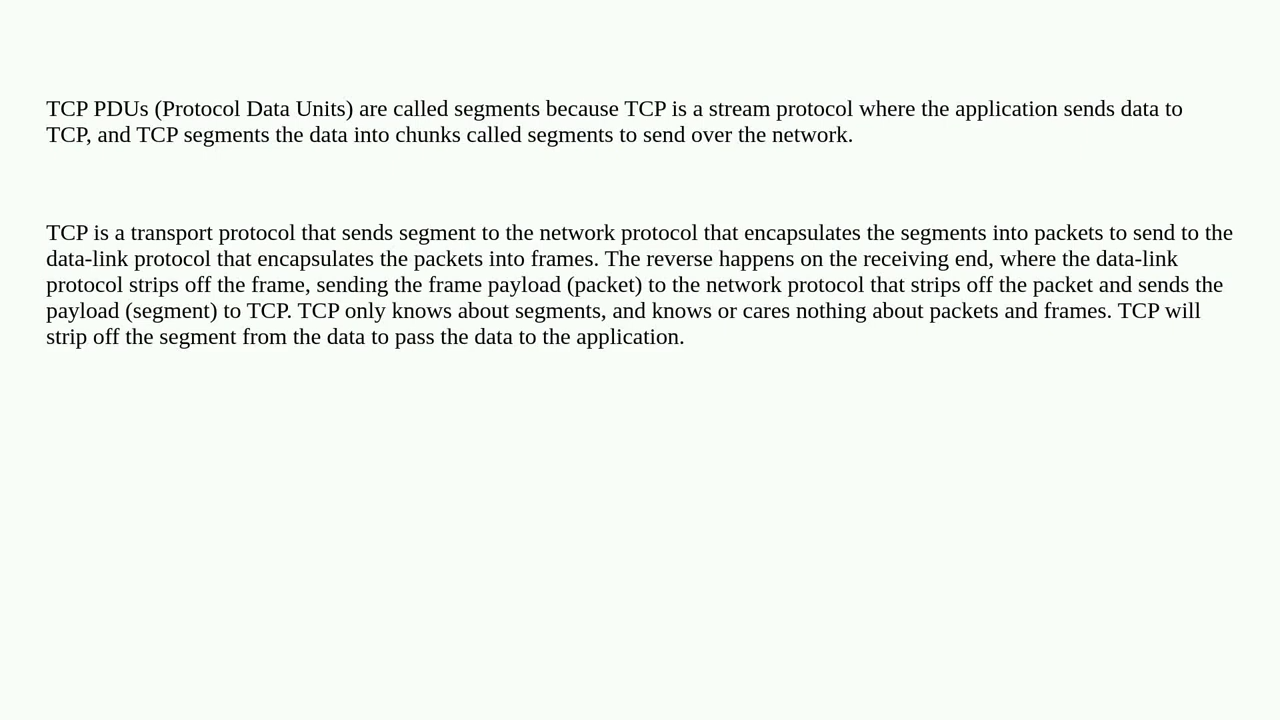 TCP PDUs (Protocol Data Units) are called segments because TCP is a stream protocol where the application sends data to
TCP, and TCP segments the data into chunks called segments to send over the network.
TCP is a transport protocol that sends segment to the network protocol that encapsulates the segments into packets to send to the
data-link protocol that encapsulates the packets into frames. The reverse happens on the receiving end, where the data-link
protocol strips off the frame, sending the frame payload (packet) to the network protocol that strips off the packet and sends the
payload (segment) to TCP. TCP only knows about segments, and knows or cares nothing about packets and frames. TCP will
strip off the segment from the data to pass the data to the application.